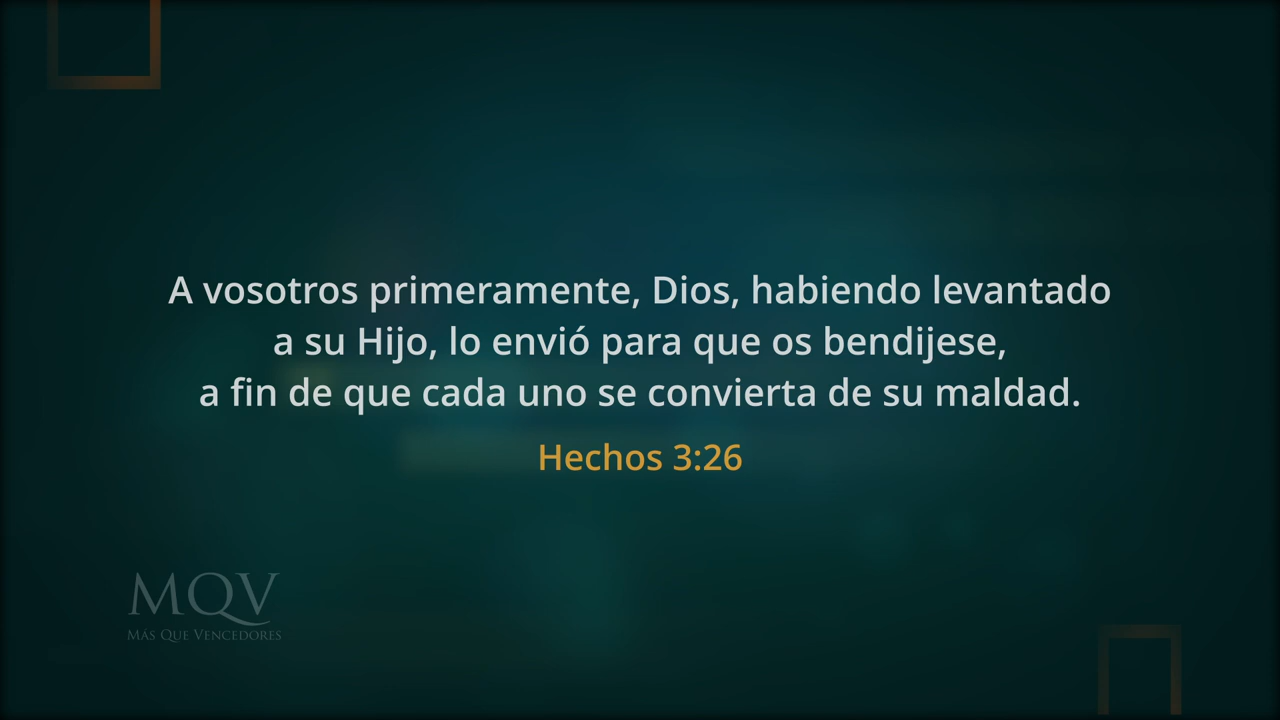 A vosotros primeramente, Dios, habiendo levantado
a su Hijo, lo envió para que os bendijese,
a fin de que cada uno se convierta de su maldad.
Hechos 3:26
MQV
MÁS QUE VENCEDORES